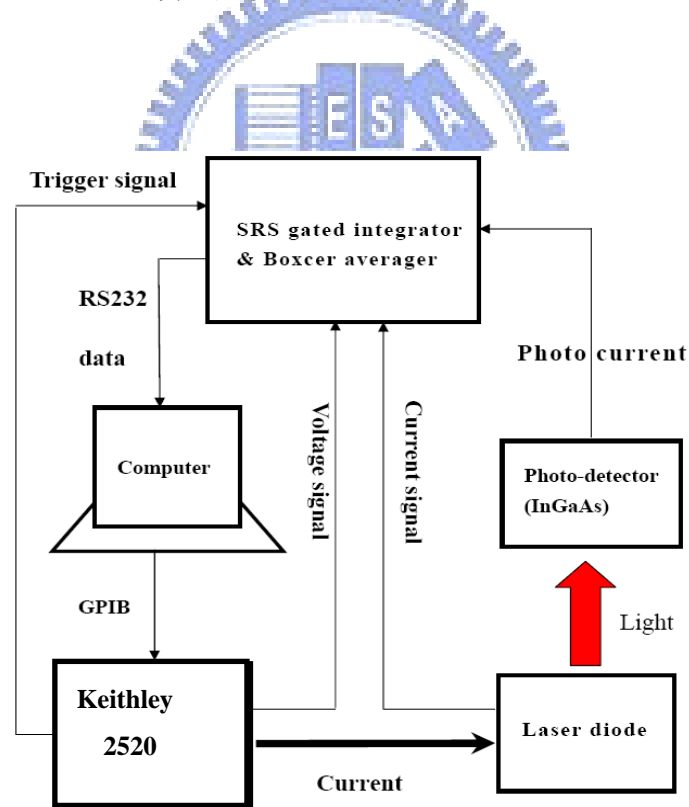 E S A
Trigger signal
SRS gated integrator
& Boxcer averager
RS232
data
Photo current
Voltage signal
Current signal
Computer
Photo-detector
(InGaAs)
GPIB
Light
Keithley
2520
Laser diode
Current